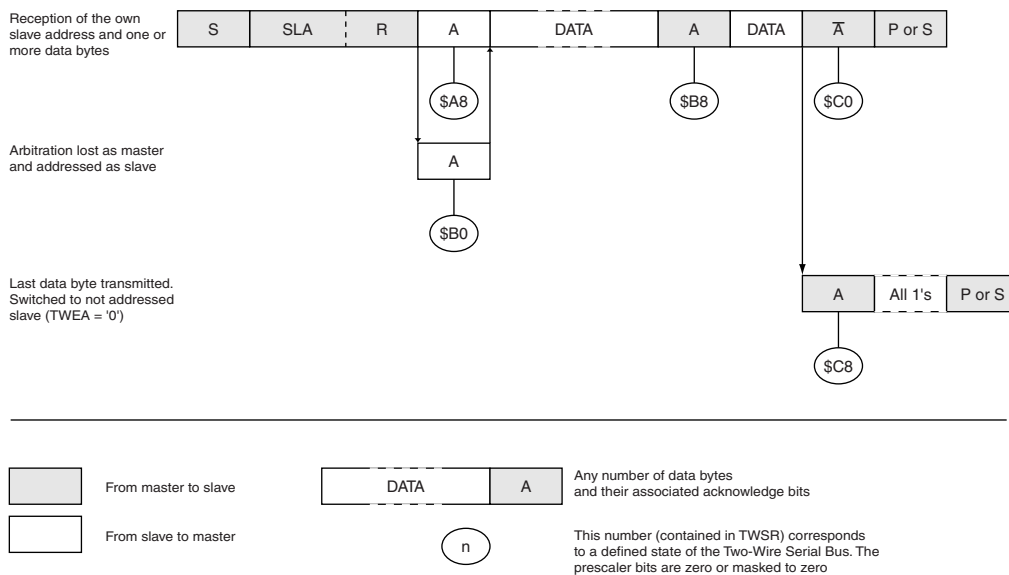 Reception of the own
slave address and one or
more data bytes
S SLA R A DATA A DATA A̅ P or S
$A8 $B8 $C0
Arbitration lost as master
and addressed as slave
A
$B0
Last data byte transmitted.
Switched to not addressed
slave (TWEA = '0')
A All 1's P or S
$C8
From master to slave
DATA A
Any number of data bytes
and their associated acknowledge bits
From slave to master
n
This number (contained in TWSR) corresponds
to a defined state of the Two-Wire Serial Bus. The
prescaler bits are zero or masked to zero